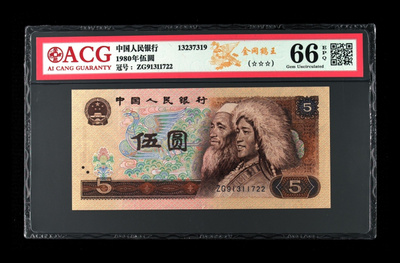 ACG
AI CANG GUARANTY
中国人民银行 13237319
1980年伍圆
冠号：ZG91311722
金网鹅王
(☆☆☆)
66 EPQ
Gem Uncirculated
中国人民银行
5
伍圆
ZG91311722
5
5